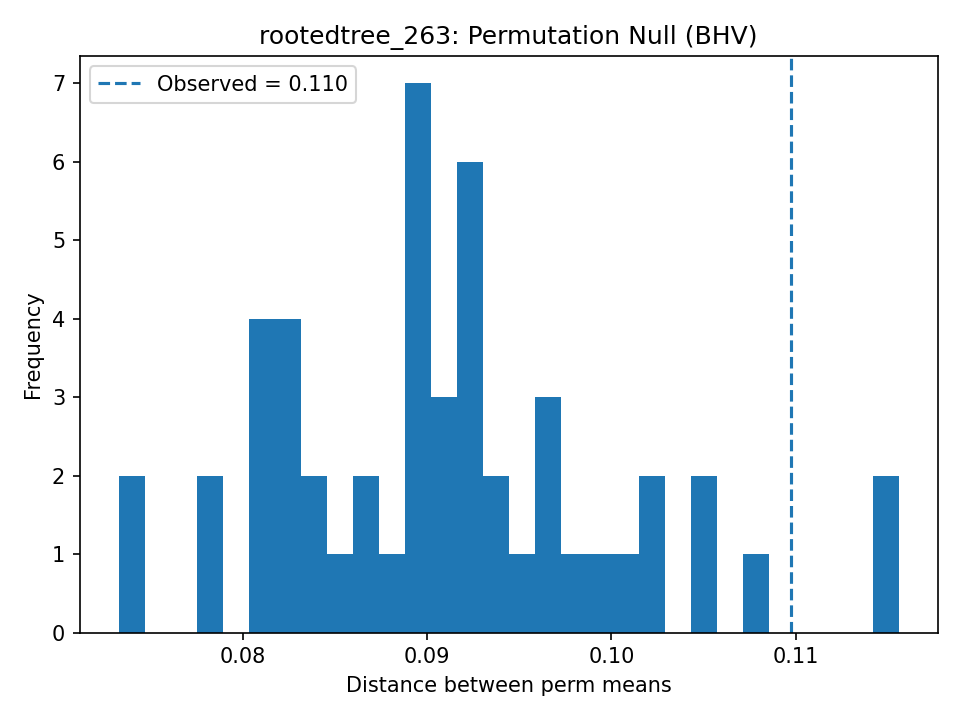 rootedtree_263: Permutation Null (BHV)
Observed = 0.110
7
6
5
4
3
2
1
0
Frequency
0.08 0.09 0.10 0.11
Distance between perm means